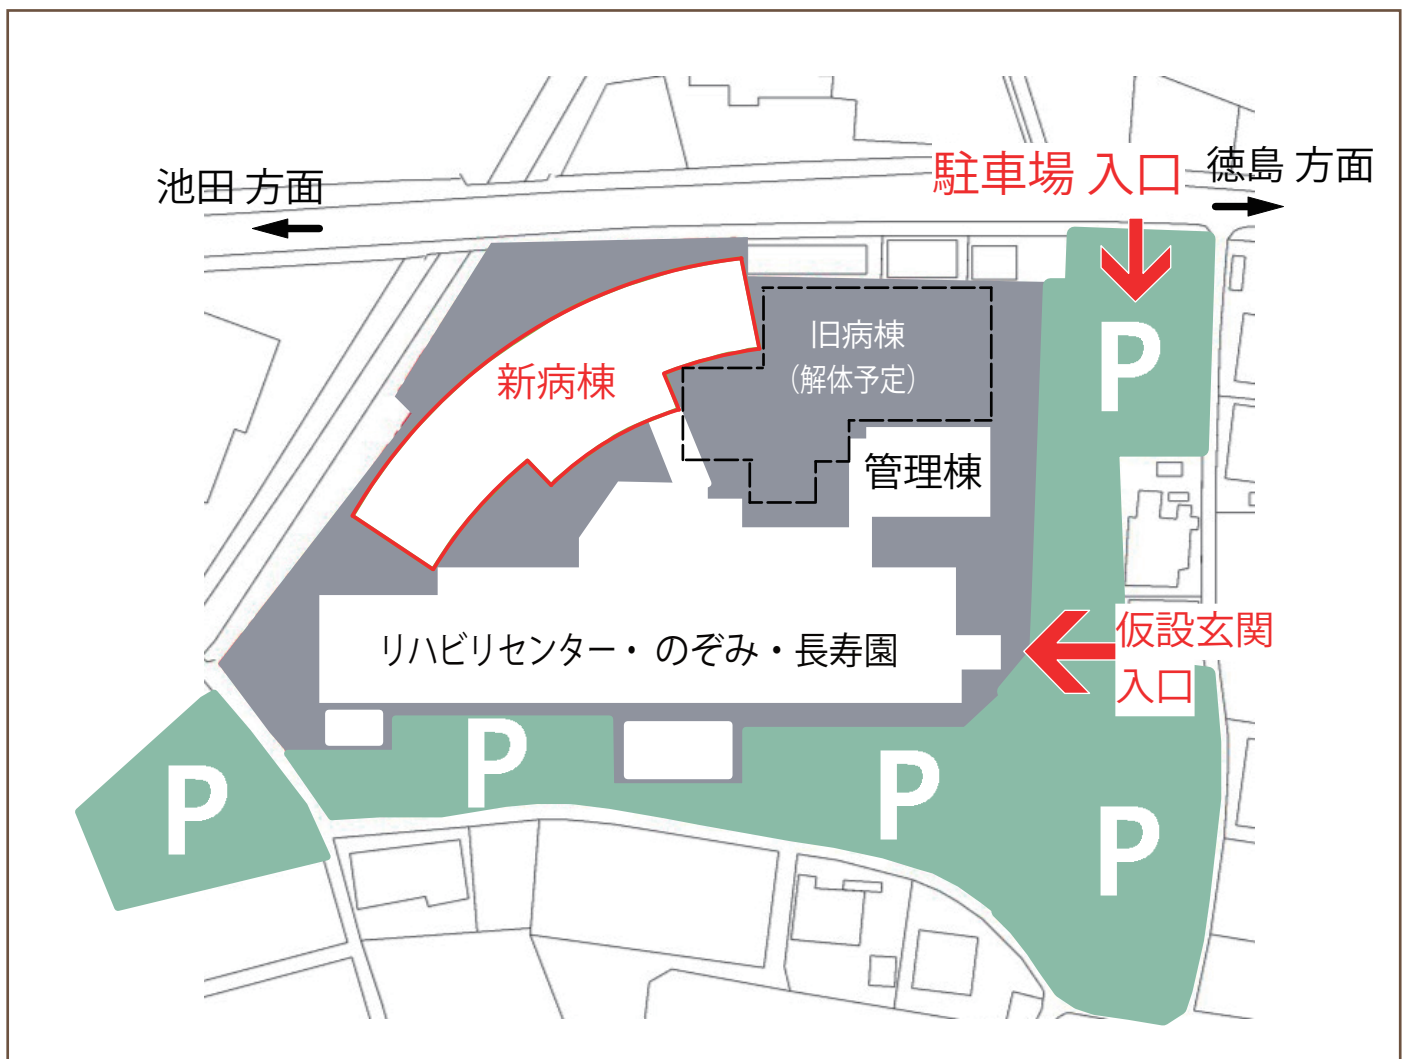 駐車場 入口
徳島 方面
池田 方面
旧病棟
（解体予定）
P
新病棟
管理棟
仮設玄関
入口
リハビリセンター・のぞみ・長寿園
P
P
P
P